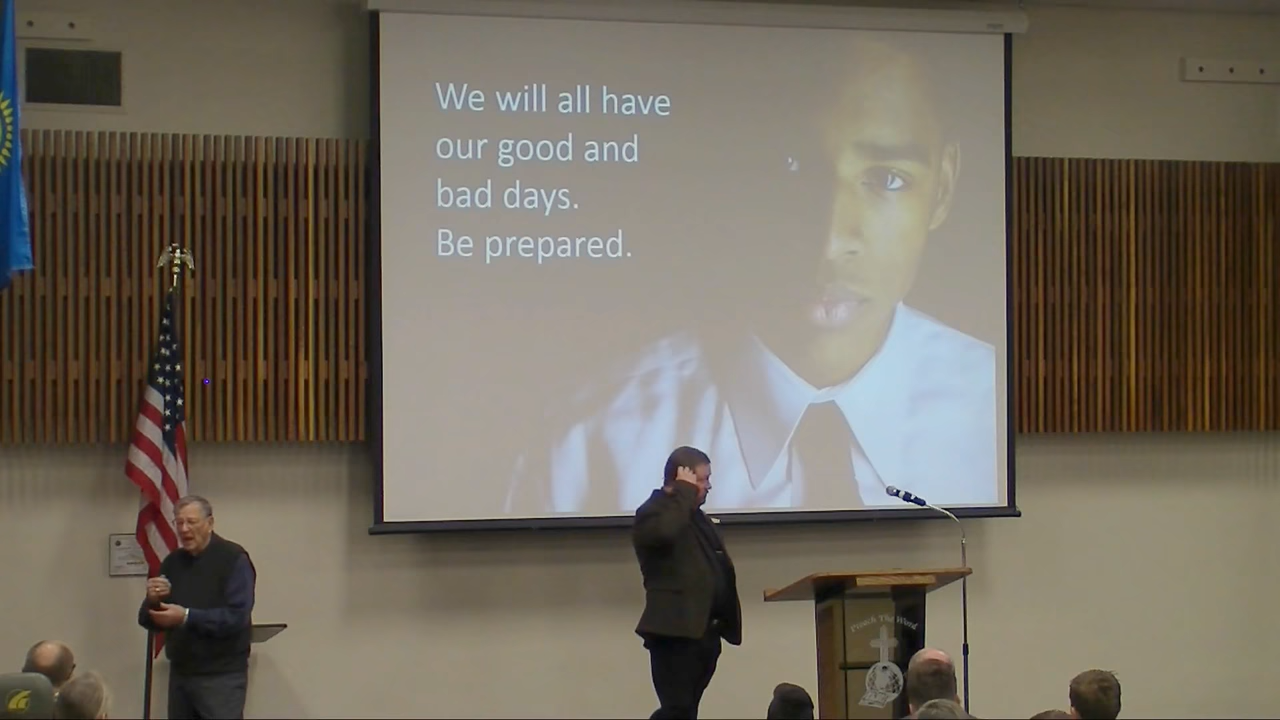 We will all have
our good and
bad days.
Be prepared.
Preach The Word